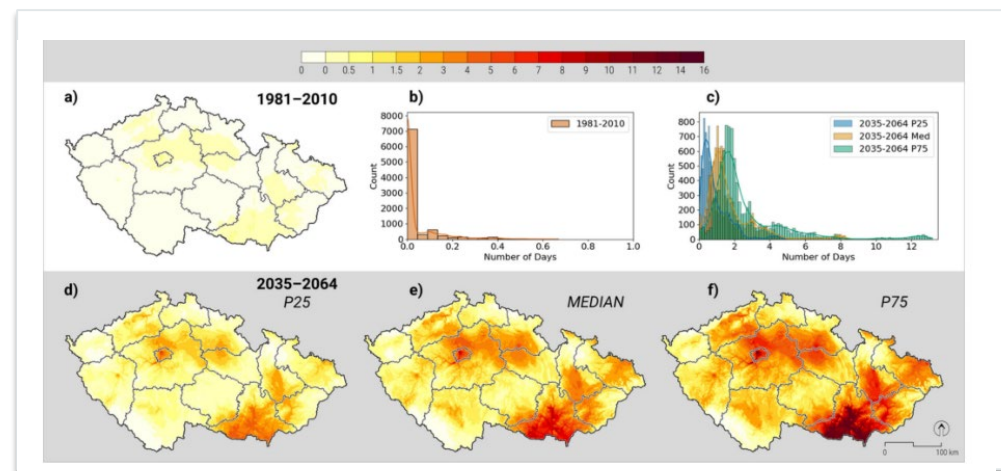 0 0 0.5 1 1.5 2 3 4 5 6 7 8 9 10 11 12 14 16
a) 1981–2010
b)
8000
7000
6000
5000
4000
3000
2000
1000
0
Count
1981-2010
0.0 0.2 0.4 0.6 0.8 1.0
Number of Days
c)
800
700
600
500
400
300
200
100
0
Count
2035-2064 P25
2035-2064 Med
2035-2064 P75
0 2 4 6 8 10 12
Number of Days
2035–2064
d) P25
e) MEDIAN
f) P75
0 100 km